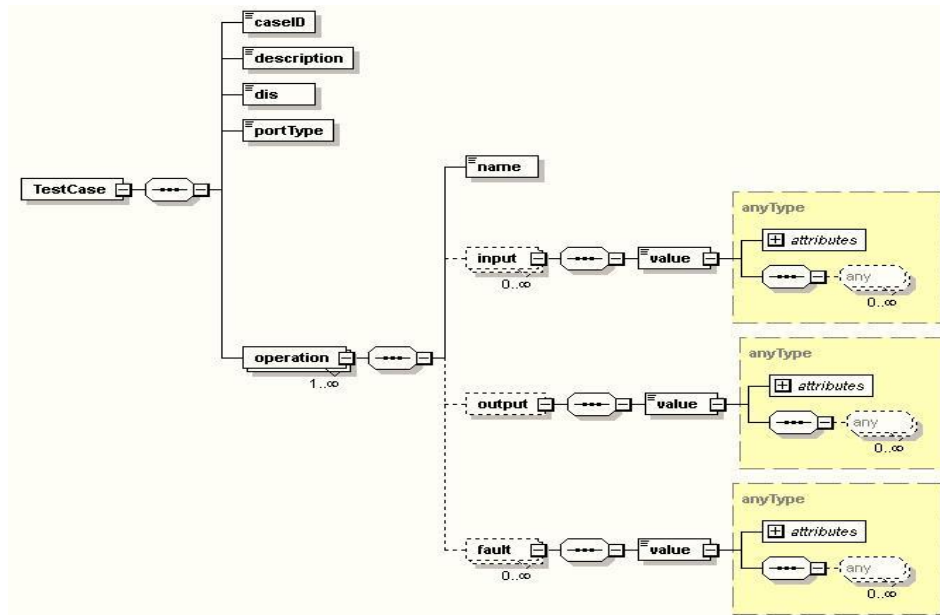 caseID
description
dis
portType
TestCase
name
anyType
attributes
input
value
any
0..∞
0..∞
operation
1..∞
anyType
attributes
output
value
any
0..∞
anyType
attributes
fault
value
any
0..∞
0..∞